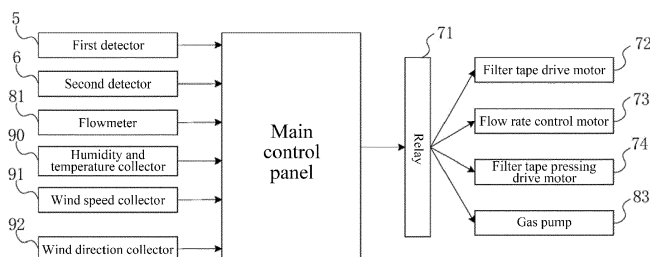 5
First detector
6
Second detector
81
Flowmeter
90
Humidity and
temperature collector
91
Wind speed collector
92
Wind direction collector
Main
control
panel
71
Relay
72
Filter tape drive motor
73
Flow rate control motor
74
Filter tape pressing
drive motor
83
Gas pump